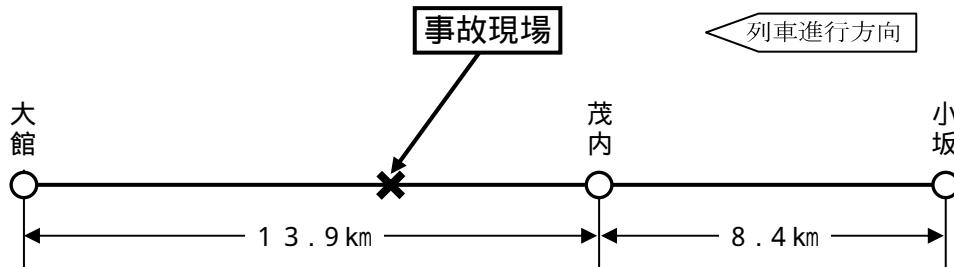 事故現場
列車進行方向
大館
茂内
小坂
13.9km
8.4km